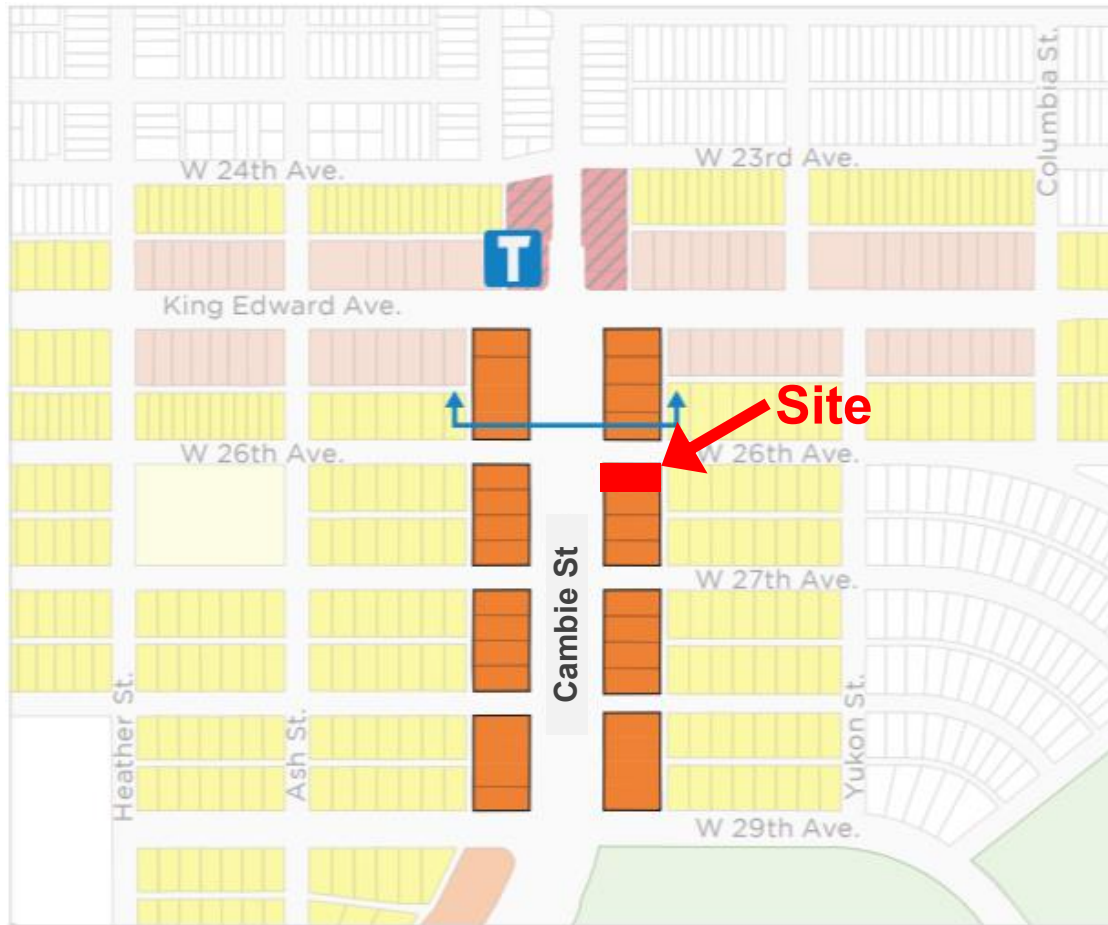 Columbia St.
W 24th Ave.
W 23rd Ave.
T
King Edward Ave.
Site
W 26th Ave.
W 26th Ave.
Cambie St
W 27th Ave.
Heather St.
Ash St.
Yukon St.
W 29th Ave.